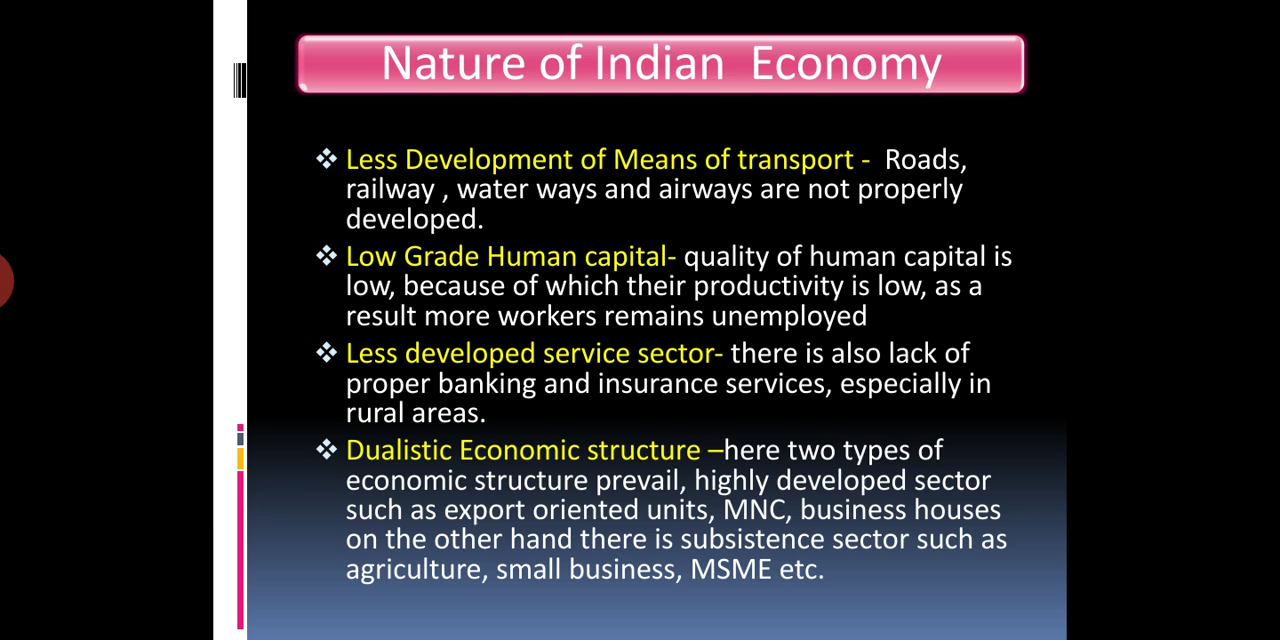 Nature of Indian Economy
❖ Less Development of Means of transport - Roads,
railway , water ways and airways are not properly
developed.
❖ Low Grade Human capital- quality of human capital is
low, because of which their productivity is low, as a
result more workers remains unemployed
❖ Less developed service sector- there is also lack of
proper banking and insurance services, especially in
rural areas.
❖ Dualistic Economic structure –here two types of
economic structure prevail, highly developed sector
such as export oriented units, MNC, business houses
on the other hand there is subsistence sector such as
agriculture, small business, MSME etc.